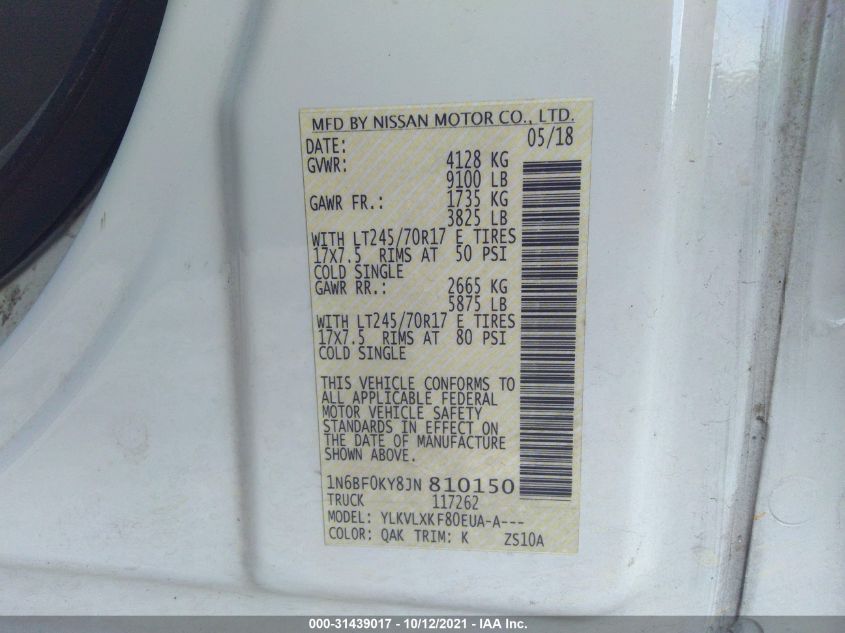 MFD BY NISSAN MOTOR CO., LTD.
DATE: 05/18
GVWR: 4128 KG
9100 LB
GAWR FR.: 1735 KG
3825 LB
WITH LT245/70R17 E TIRES
17X7.5 RIMS AT 50 PSI
COLD SINGLE
GAWR RR.: 2665 KG
5875 LB
WITH LT245/70R17 E TIRES
17X7.5 RIMS AT 80 PSI
COLD SINGLE
THIS VEHICLE CONFORMS TO
ALL APPLICABLE FEDERAL
MOTOR VEHICLE SAFETY
STANDARDS IN EFFECT ON
THE DATE OF MANUFACTURE
SHOWN ABOVE.
1N6BF0KY8JN 810150
TRUCK 117262
MODEL: YLKVLXKF80EUA-A---
COLOR: QAK TRIM: K ZS10A
000-31439017 - 10/12/2021 - IAA Inc.